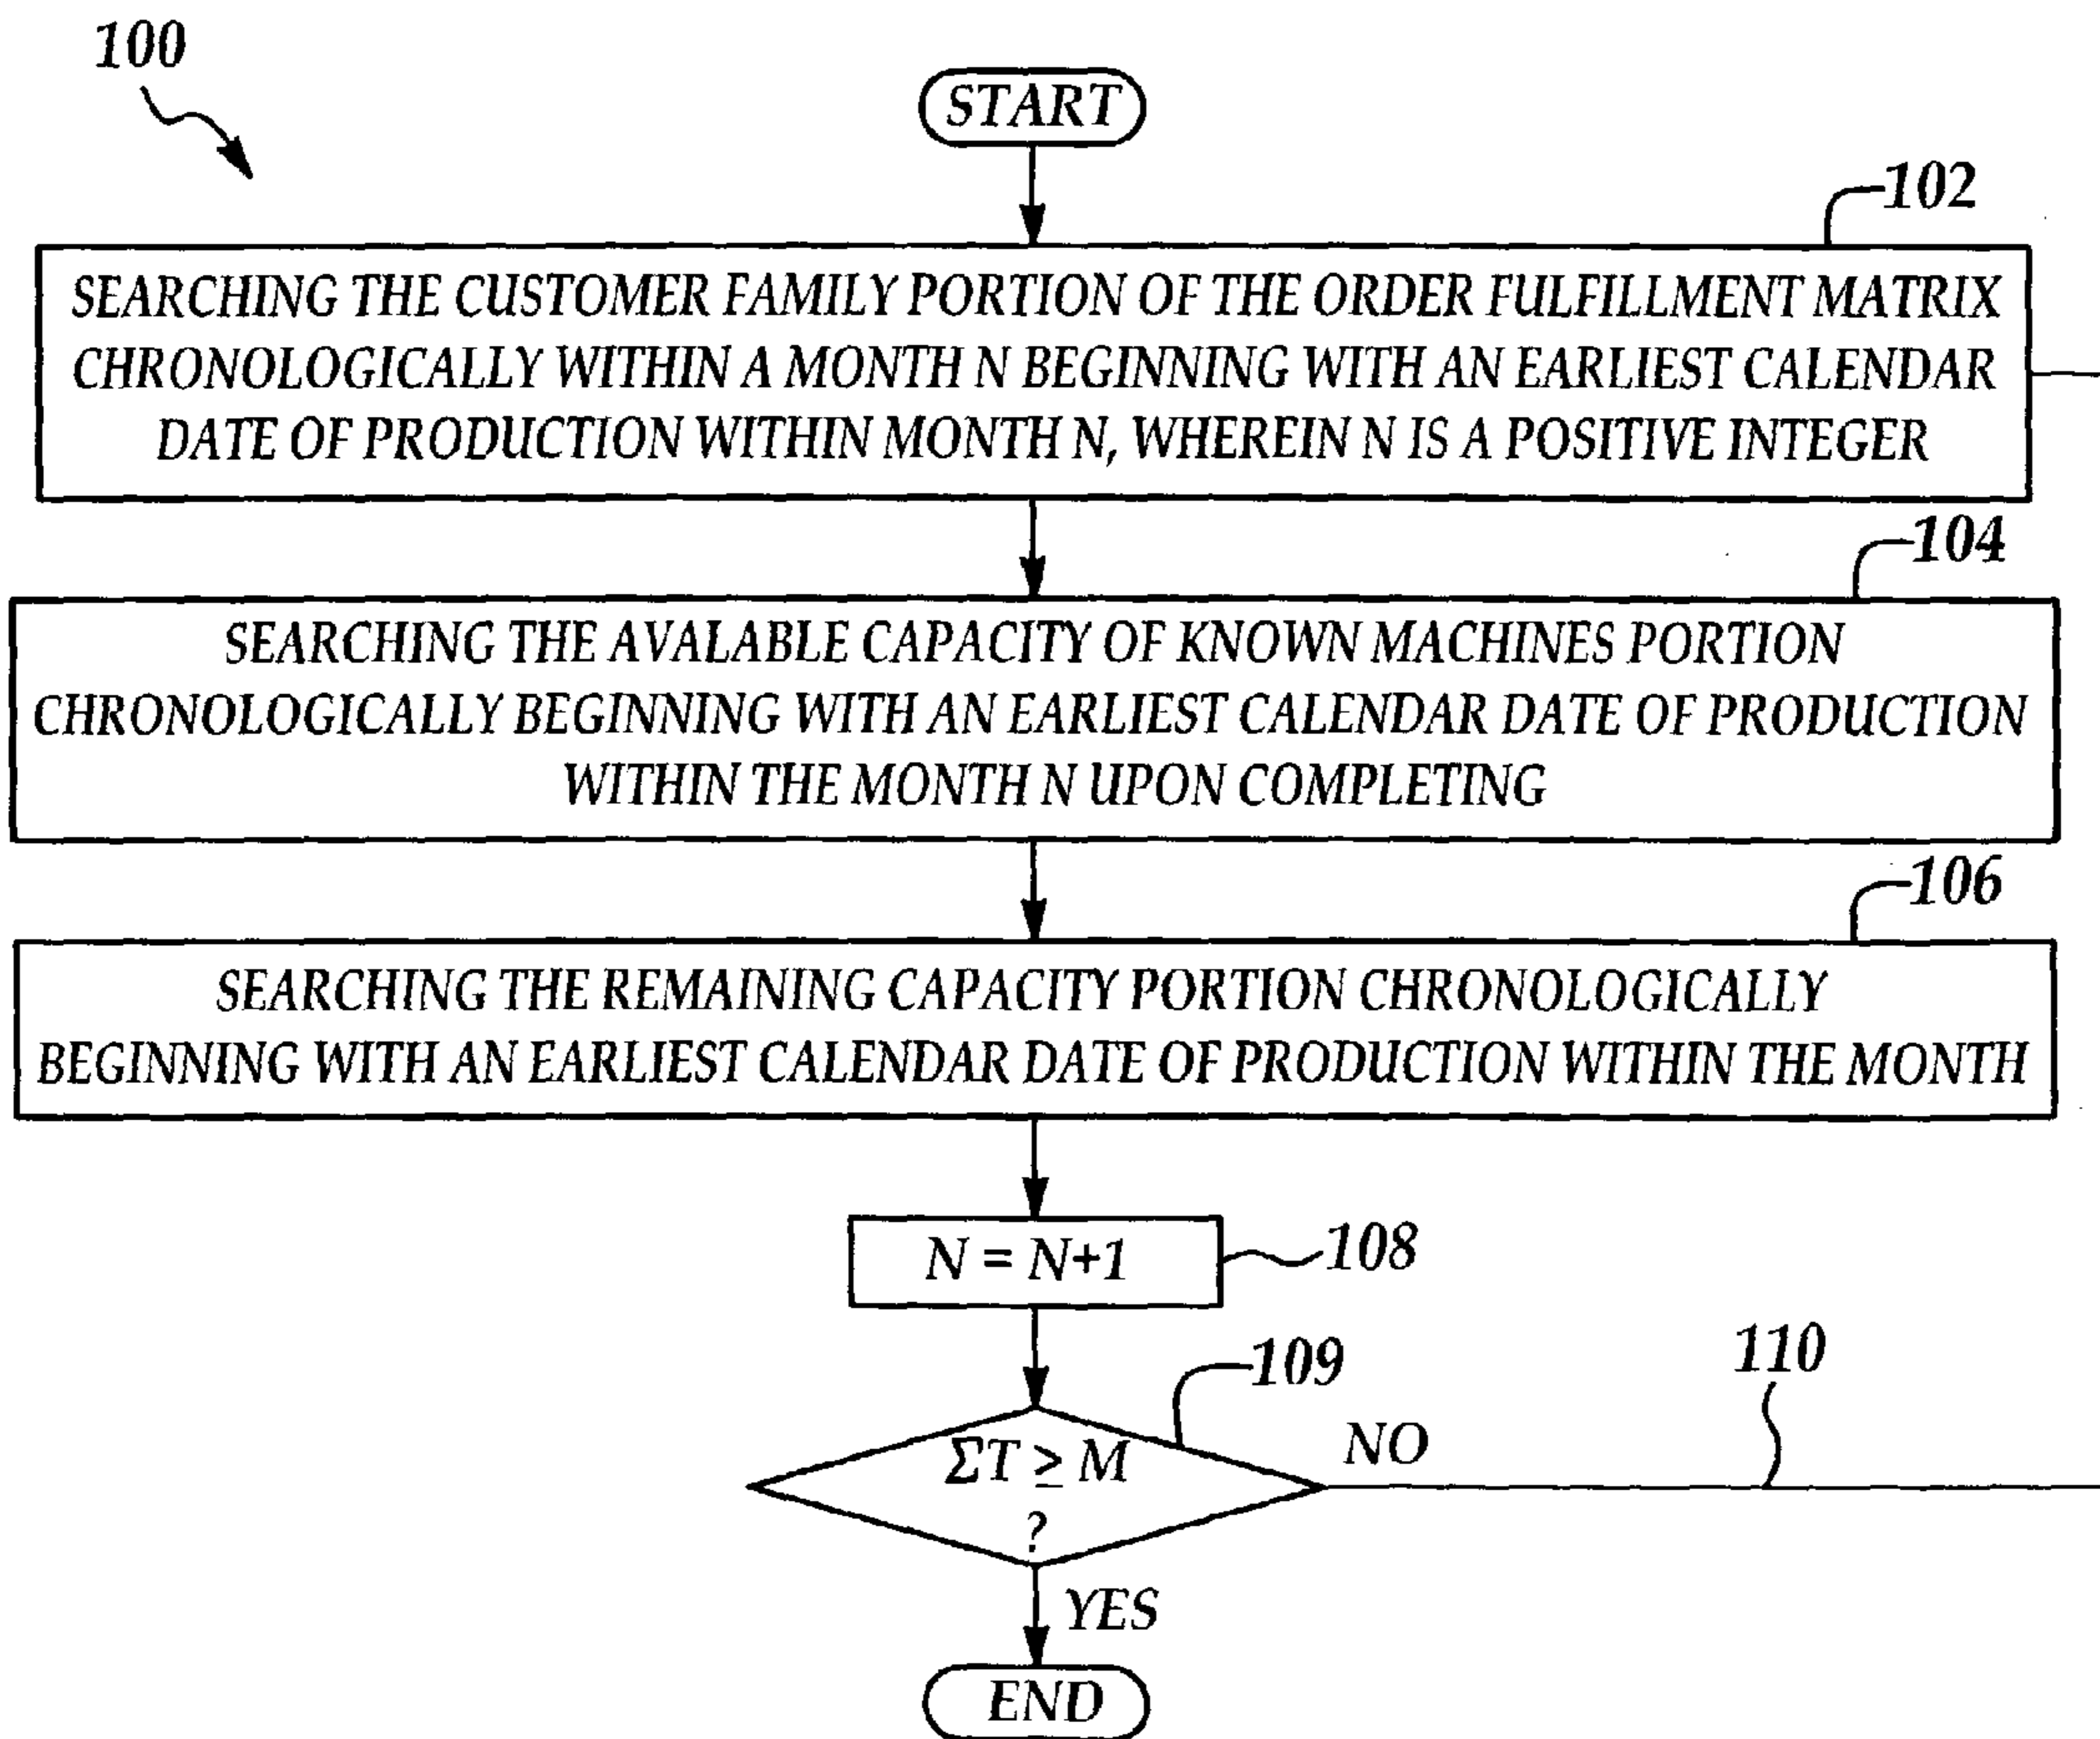 100
START
102
SEARCHING THE CUSTOMER FAMILY PORTION OF THE ORDER FULFILLMENT MATRIX
CHRONOLOGICALLY WITHIN A MONTH N BEGINNING WITH AN EARLIEST CALENDAR
DATE OF PRODUCTION WITHIN MONTH N, WHEREIN N IS A POSITIVE INTEGER
104
SEARCHING THE AVALABLE CAPACITY OF KNOWN MACHINES PORTION
CHRONOLOGICALLY BEGINNING WITH AN EARLIEST CALENDAR DATE OF PRODUCTION
WITHIN THE MONTH N UPON COMPLETING
106
SEARCHING THE REMAINING CAPACITY PORTION CHRONOLOGICALLY
BEGINNING WITH AN EARLIEST CALENDAR DATE OF PRODUCTION WITHIN THE MONTH
N = N+1
108
109
110
ΣT ≥ M
?
NO
YES
END